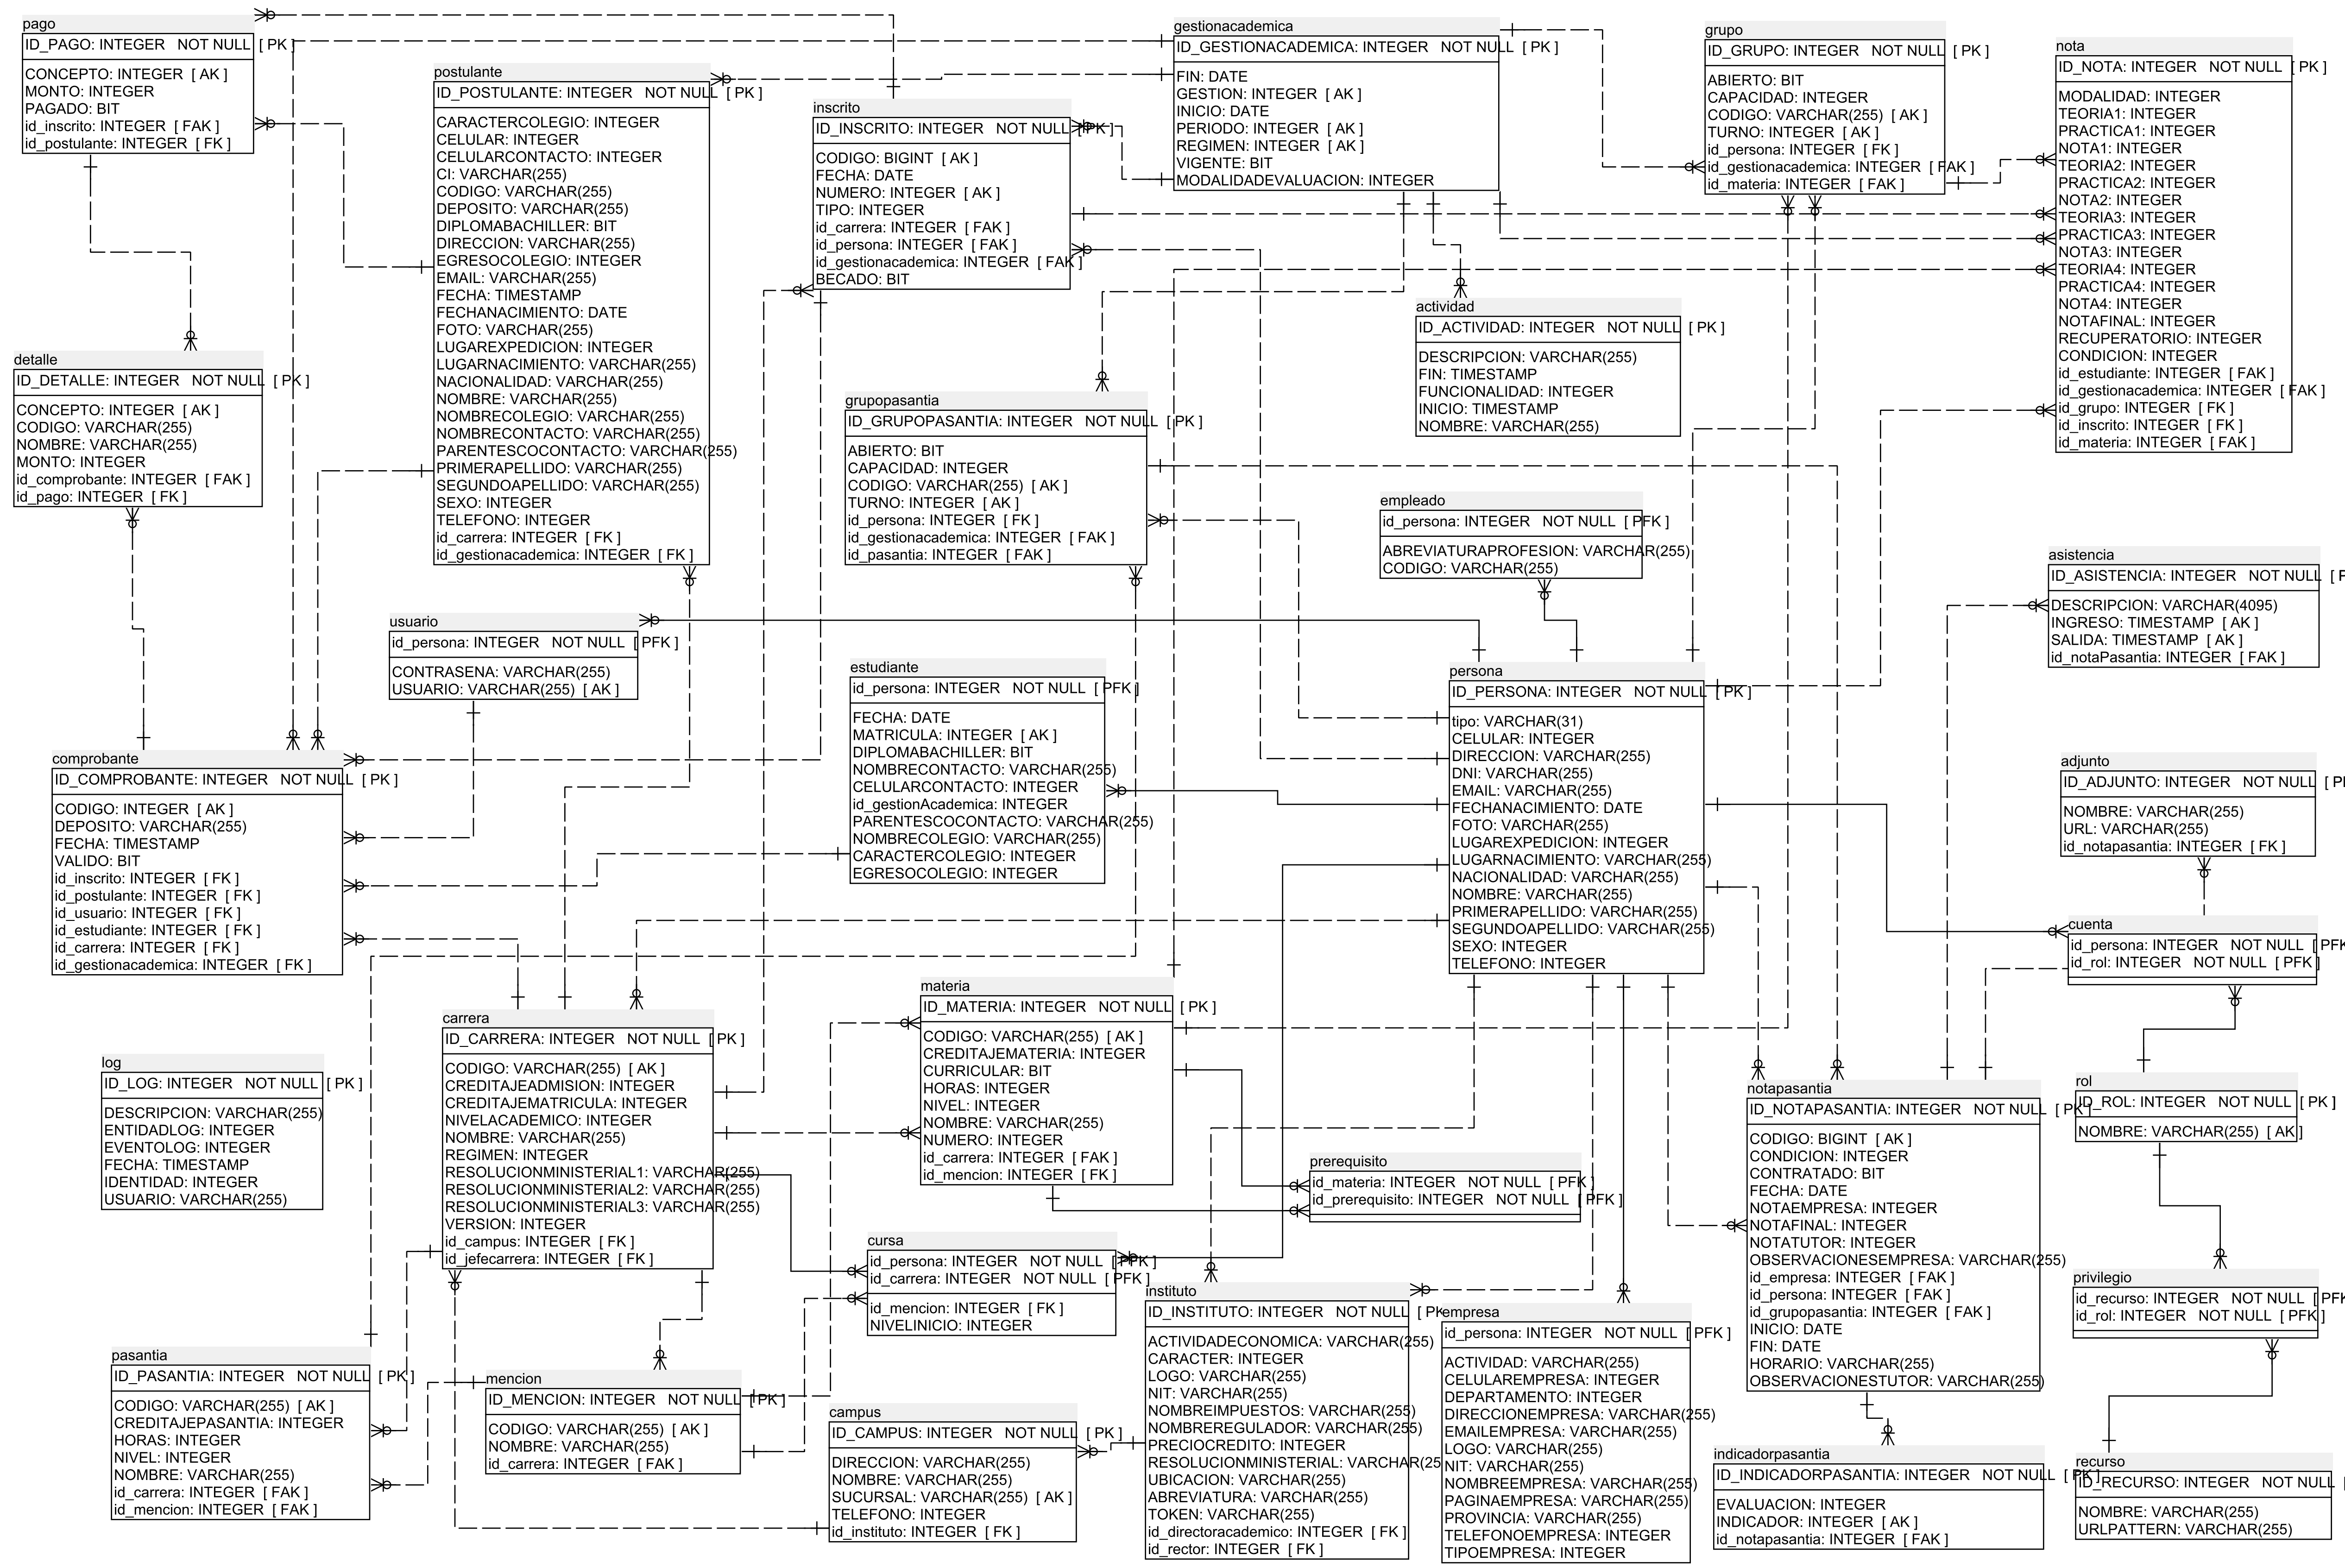 pago
ID_PAGO: INTEGER   NOT NULL  [ PK ]
CONCEPTO: INTEGER  [ AK ]
MONTO: INTEGER
PAGADO: BIT
id_inscrito: INTEGER  [ FAK ]
id_postulante: INTEGER  [ FK ]
postulante
ID_POSTULANTE: INTEGER   NOT NULL  [ PK ]
CARACTERCOLEGIO: INTEGER
CELULAR: INTEGER
CELULARCONTACTO: INTEGER
CI: VARCHAR(255)
CODIGO: VARCHAR(255)
DEPOSITO: VARCHAR(255)
DIPLOMABACHILLER: BIT
DIRECCION: VARCHAR(255)
EGRESOCOLEGIO: INTEGER
EMAIL: VARCHAR(255)
FECHA: TIMESTAMP
FECHANACIMIENTO: DATE
FOTO: VARCHAR(255)
LUGAREXPEDICION: INTEGER
LUGARNACIMIENTO: VARCHAR(255)
NACIONALIDAD: VARCHAR(255)
NOMBRE: VARCHAR(255)
NOMBRECOLEGIO: VARCHAR(255)
NOMBRECONTACTO: VARCHAR(255)
PARENTESCOCONTACTO: VARCHAR(255)
PRIMERAPELLIDO: VARCHAR(255)
SEGUNDOAPELLIDO: VARCHAR(255)
SEXO: INTEGER
TELEFONO: INTEGER
id_carrera: INTEGER  [ FK ]
id_gestionacademica: INTEGER  [ FK ]
inscrito
ID_INSCRITO: INTEGER   NOT NULL  [ PK ]
CODIGO: BIGINT  [ AK ]
FECHA: DATE
NUMERO: INTEGER  [ AK ]
TIPO: INTEGER
id_carrera: INTEGER  [ FAK ]
id_persona: INTEGER  [ FAK ]
id_gestionacademica: INTEGER  [ FAK ]
BECADO: BIT
gestionacademica
ID_GESTIONACADEMICA: INTEGER   NOT NULL  [ PK ]
FIN: DATE
GESTION: INTEGER  [ AK ]
INICIO: DATE
PERIODO: INTEGER  [ AK ]
REGIMEN: INTEGER  [ AK ]
VIGENTE: BIT
MODALIDADEVALUACION: INTEGER
grupo
ID_GRUPO: INTEGER   NOT NULL  [ PK ]
ABIERTO: BIT
CAPACIDAD: INTEGER
CODIGO: VARCHAR(255)  [ AK ]
TURNO: INTEGER  [ AK ]
id_persona: INTEGER  [ FK ]
id_gestionacademica: INTEGER  [ FAK ]
id_materia: INTEGER  [ FAK ]
nota
ID_NOTA: INTEGER   NOT NULL  [ PK ]
MODALIDAD: INTEGER
TEORIA1: INTEGER
PRACTICA1: INTEGER
NOTA1: INTEGER
TEORIA2: INTEGER
PRACTICA2: INTEGER
NOTA2: INTEGER
TEORIA3: INTEGER
PRACTICA3: INTEGER
NOTA3: INTEGER
TEORIA4: INTEGER
PRACTICA4: INTEGER
NOTA4: INTEGER
NOTAFINAL: INTEGER
RECUPERATORIO: INTEGER
CONDICION: INTEGER
id_estudiante: INTEGER  [ FAK ]
id_gestionacademica: INTEGER  [ FAK ]
id_grupo: INTEGER  [ FK ]
id_inscrito: INTEGER  [ FK ]
id_materia: INTEGER  [ FAK ]
detalle
ID_DETALLE: INTEGER   NOT NULL  [ PK ]
CONCEPTO: INTEGER  [ AK ]
CODIGO: VARCHAR(255)
NOMBRE: VARCHAR(255)
MONTO: INTEGER
id_comprobante: INTEGER  [ FAK ]
id_pago: INTEGER  [ FK ]
grupopasantia
ID_GRUPOPASANTIA: INTEGER   NOT NULL  [ PK ]
ABIERTO: BIT
CAPACIDAD: INTEGER
CODIGO: VARCHAR(255)  [ AK ]
TURNO: INTEGER  [ AK ]
id_persona: INTEGER  [ FK ]
id_gestionacademica: INTEGER  [ FAK ]
id_pasantia: INTEGER  [ FAK ]
actividad
ID_ACTIVIDAD: INTEGER   NOT NULL  [ PK ]
DESCRIPCION: VARCHAR(255)
FIN: TIMESTAMP
FUNCIONALIDAD: INTEGER
INICIO: TIMESTAMP
NOMBRE: VARCHAR(255)
empleado
id_persona: INTEGER   NOT NULL  [ PFK ]
ABREVIATURAPROFESION: VARCHAR(255)
CODIGO: VARCHAR(255)
asistencia
ID_ASISTENCIA: INTEGER   NOT NULL  [ P
DESCRIPCION: VARCHAR(4095)
INGRESO: TIMESTAMP  [ AK ]
SALIDA: TIMESTAMP  [ AK ]
id_notaPasantia: INTEGER  [ FAK ]
usuario
id_persona: INTEGER   NOT NULL  [ PFK ]
CONTRASENA: VARCHAR(255)
USUARIO: VARCHAR(255)  [ AK ]
estudiante
id_persona: INTEGER   NOT NULL  [ PFK ]
FECHA: DATE
MATRICULA: INTEGER  [ AK ]
DIPLOMABACHILLER: BIT
NOMBRECONTACTO: VARCHAR(255)
CELULARCONTACTO: INTEGER
id_gestionAcademica: INTEGER
PARENTESCOCONTACTO: VARCHAR(255)
NOMBRECOLEGIO: VARCHAR(255)
CARACTERCOLEGIO: INTEGER
EGRESOCOLEGIO: INTEGER
persona
ID_PERSONA: INTEGER   NOT NULL  [ PK ]
tipo: VARCHAR(31)
CELULAR: INTEGER
DIRECCION: VARCHAR(255)
DNI: VARCHAR(255)
EMAIL: VARCHAR(255)
FECHANACIMIENTO: DATE
FOTO: VARCHAR(255)
LUGAREXPEDICION: INTEGER
LUGARNACIMIENTO: VARCHAR(255)
NACIONALIDAD: VARCHAR(255)
NOMBRE: VARCHAR(255)
PRIMERAPELLIDO: VARCHAR(255)
SEGUNDOAPELLIDO: VARCHAR(255)
SEXO: INTEGER
TELEFONO: INTEGER
comprobante
ID_COMPROBANTE: INTEGER   NOT NULL  [ PK ]
CODIGO: INTEGER  [ AK ]
DEPOSITO: VARCHAR(255)
FECHA: TIMESTAMP
VALIDO: BIT
id_inscrito: INTEGER  [ FK ]
id_postulante: INTEGER  [ FK ]
id_usuario: INTEGER  [ FK ]
id_estudiante: INTEGER  [ FK ]
id_carrera: INTEGER  [ FK ]
id_gestionacademica: INTEGER  [ FK ]
adjunto
ID_ADJUNTO: INTEGER   NOT NULL  [ PK
NOMBRE: VARCHAR(255)
URL: VARCHAR(255)
id_notapasantia: INTEGER  [ FK ]
cuenta
id_persona: INTEGER   NOT NULL  [ PFK
id_rol: INTEGER   NOT NULL  [ PFK ]
materia
ID_MATERIA: INTEGER   NOT NULL  [ PK ]
CODIGO: VARCHAR(255)  [ AK ]
CREDITAJEMATERIA: INTEGER
CURRICULAR: BIT
HORAS: INTEGER
NIVEL: INTEGER
NOMBRE: VARCHAR(255)
NUMERO: INTEGER
id_carrera: INTEGER  [ FAK ]
id_mencion: INTEGER  [ FK ]
carrera
ID_CARRERA: INTEGER   NOT NULL  [ PK ]
CODIGO: VARCHAR(255)  [ AK ]
CREDITAJEADMISION: INTEGER
CREDITAJEMATRICULA: INTEGER
NIVELACADEMICO: INTEGER
NOMBRE: VARCHAR(255)
REGIMEN: INTEGER
RESOLUCIONMINISTERIAL1: VARCHAR(255)
RESOLUCIONMINISTERIAL2: VARCHAR(255)
RESOLUCIONMINISTERIAL3: VARCHAR(255)
VERSION: INTEGER
id_campus: INTEGER  [ FK ]
id_jefecarrera: INTEGER  [ FK ]
log
ID_LOG: INTEGER   NOT NULL  [ PK ]
DESCRIPCION: VARCHAR(255)
ENTIDADLOG: INTEGER
EVENTOLOG: INTEGER
FECHA: TIMESTAMP
IDENTIDAD: INTEGER
USUARIO: VARCHAR(255)
notapasantia
ID_NOTAPASANTIA: INTEGER   NOT NULL  [ PK ]
CODIGO: BIGINT  [ AK ]
CONDICION: INTEGER
CONTRATADO: BIT
FECHA: DATE
NOTAEMPRESA: INTEGER
NOTAFINAL: INTEGER
NOTATUTOR: INTEGER
OBSERVACIONESEMPRESA: VARCHAR(255)
id_empresa: INTEGER  [ FAK ]
id_persona: INTEGER  [ FAK ]
id_grupopasantia: INTEGER  [ FAK ]
INICIO: DATE
FIN: DATE
HORARIO: VARCHAR(255)
OBSERVACIONESTUTOR: VARCHAR(255)
rol
ID_ROL: INTEGER   NOT NULL  [ PK ]
NOMBRE: VARCHAR(255)  [ AK ]
prerequisito
id_materia: INTEGER   NOT NULL  [ PFK ]
id_prerequisito: INTEGER   NOT NULL  [ PFK ]
cursa
id_persona: INTEGER   NOT NULL  [ PFK ]
id_carrera: INTEGER   NOT NULL  [ PFK ]
id_mencion: INTEGER  [ FK ]
NIVELINICIO: INTEGER
instituto
ID_INSTITUTO: INTEGER   NOT NULL  [ PK
ACTIVIDADECONOMICA: VARCHAR(255)
CARACTER: INTEGER
LOGO: VARCHAR(255)
NIT: VARCHAR(255)
NOMBREIMPUESTOS: VARCHAR(255)
NOMBREREGULADOR: VARCHAR(255)
PRECIOCREDITO: INTEGER
RESOLUCIONMINISTERIAL: VARCHAR(25
UBICACION: VARCHAR(255)
ABREVIATURA: VARCHAR(255)
TOKEN: VARCHAR(255)
id_directoracademico: INTEGER  [ FK ]
id_rector: INTEGER  [ FK ]
empresa
id_persona: INTEGER   NOT NULL  [ PFK ]
ACTIVIDAD: VARCHAR(255)
CELULAREMPRESA: INTEGER
DEPARTAMENTO: INTEGER
DIRECCIONEMPRESA: VARCHAR(255)
EMAILEMPRESA: VARCHAR(255)
LOGO: VARCHAR(255)
NIT: VARCHAR(255)
NOMBREEMPRESA: VARCHAR(255)
PAGINAEMPRESA: VARCHAR(255)
PROVINCIA: VARCHAR(255)
TELEFONOEMPRESA: INTEGER
TIPOEMPRESA: INTEGER
privilegio
id_recurso: INTEGER   NOT NULL  [ PFK
id_rol: INTEGER   NOT NULL  [ PFK ]
pasantia
ID_PASANTIA: INTEGER   NOT NULL  [ PK ]
CODIGO: VARCHAR(255)  [ AK ]
CREDITAJEPASANTIA: INTEGER
HORAS: INTEGER
NIVEL: INTEGER
NOMBRE: VARCHAR(255)
id_carrera: INTEGER  [ FAK ]
id_mencion: INTEGER  [ FAK ]
mencion
ID_MENCION: INTEGER   NOT NULL  [ PK ]
CODIGO: VARCHAR(255)  [ AK ]
NOMBRE: VARCHAR(255)
id_carrera: INTEGER  [ FAK ]
campus
ID_CAMPUS: INTEGER   NOT NULL  [ PK ]
DIRECCION: VARCHAR(255)
NOMBRE: VARCHAR(255)
SUCURSAL: VARCHAR(255)  [ AK ]
TELEFONO: INTEGER
id_instituto: INTEGER  [ FK ]
indicadorpasantia
ID_INDICADORPASANTIA: INTEGER   NOT NULL  [ PK ]
EVALUACION: INTEGER
INDICADOR: INTEGER  [ AK ]
id_notapasantia: INTEGER  [ FAK ]
recurso
ID_RECURSO: INTEGER   NOT NULL  [
NOMBRE: VARCHAR(255)
URLPATTERN: VARCHAR(255)